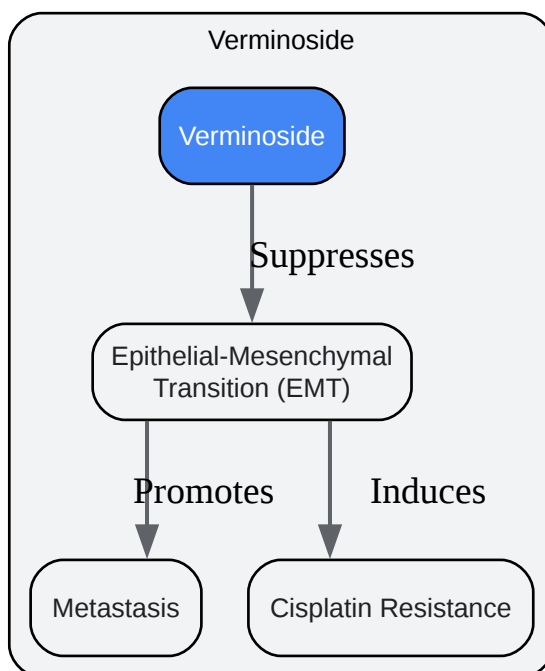 Verminoside
Verminoside
Suppresses
Epithelial-Mesenchymal
Transition (EMT)
Promotes
Induces
Metastasis
Cisplatin Resistance